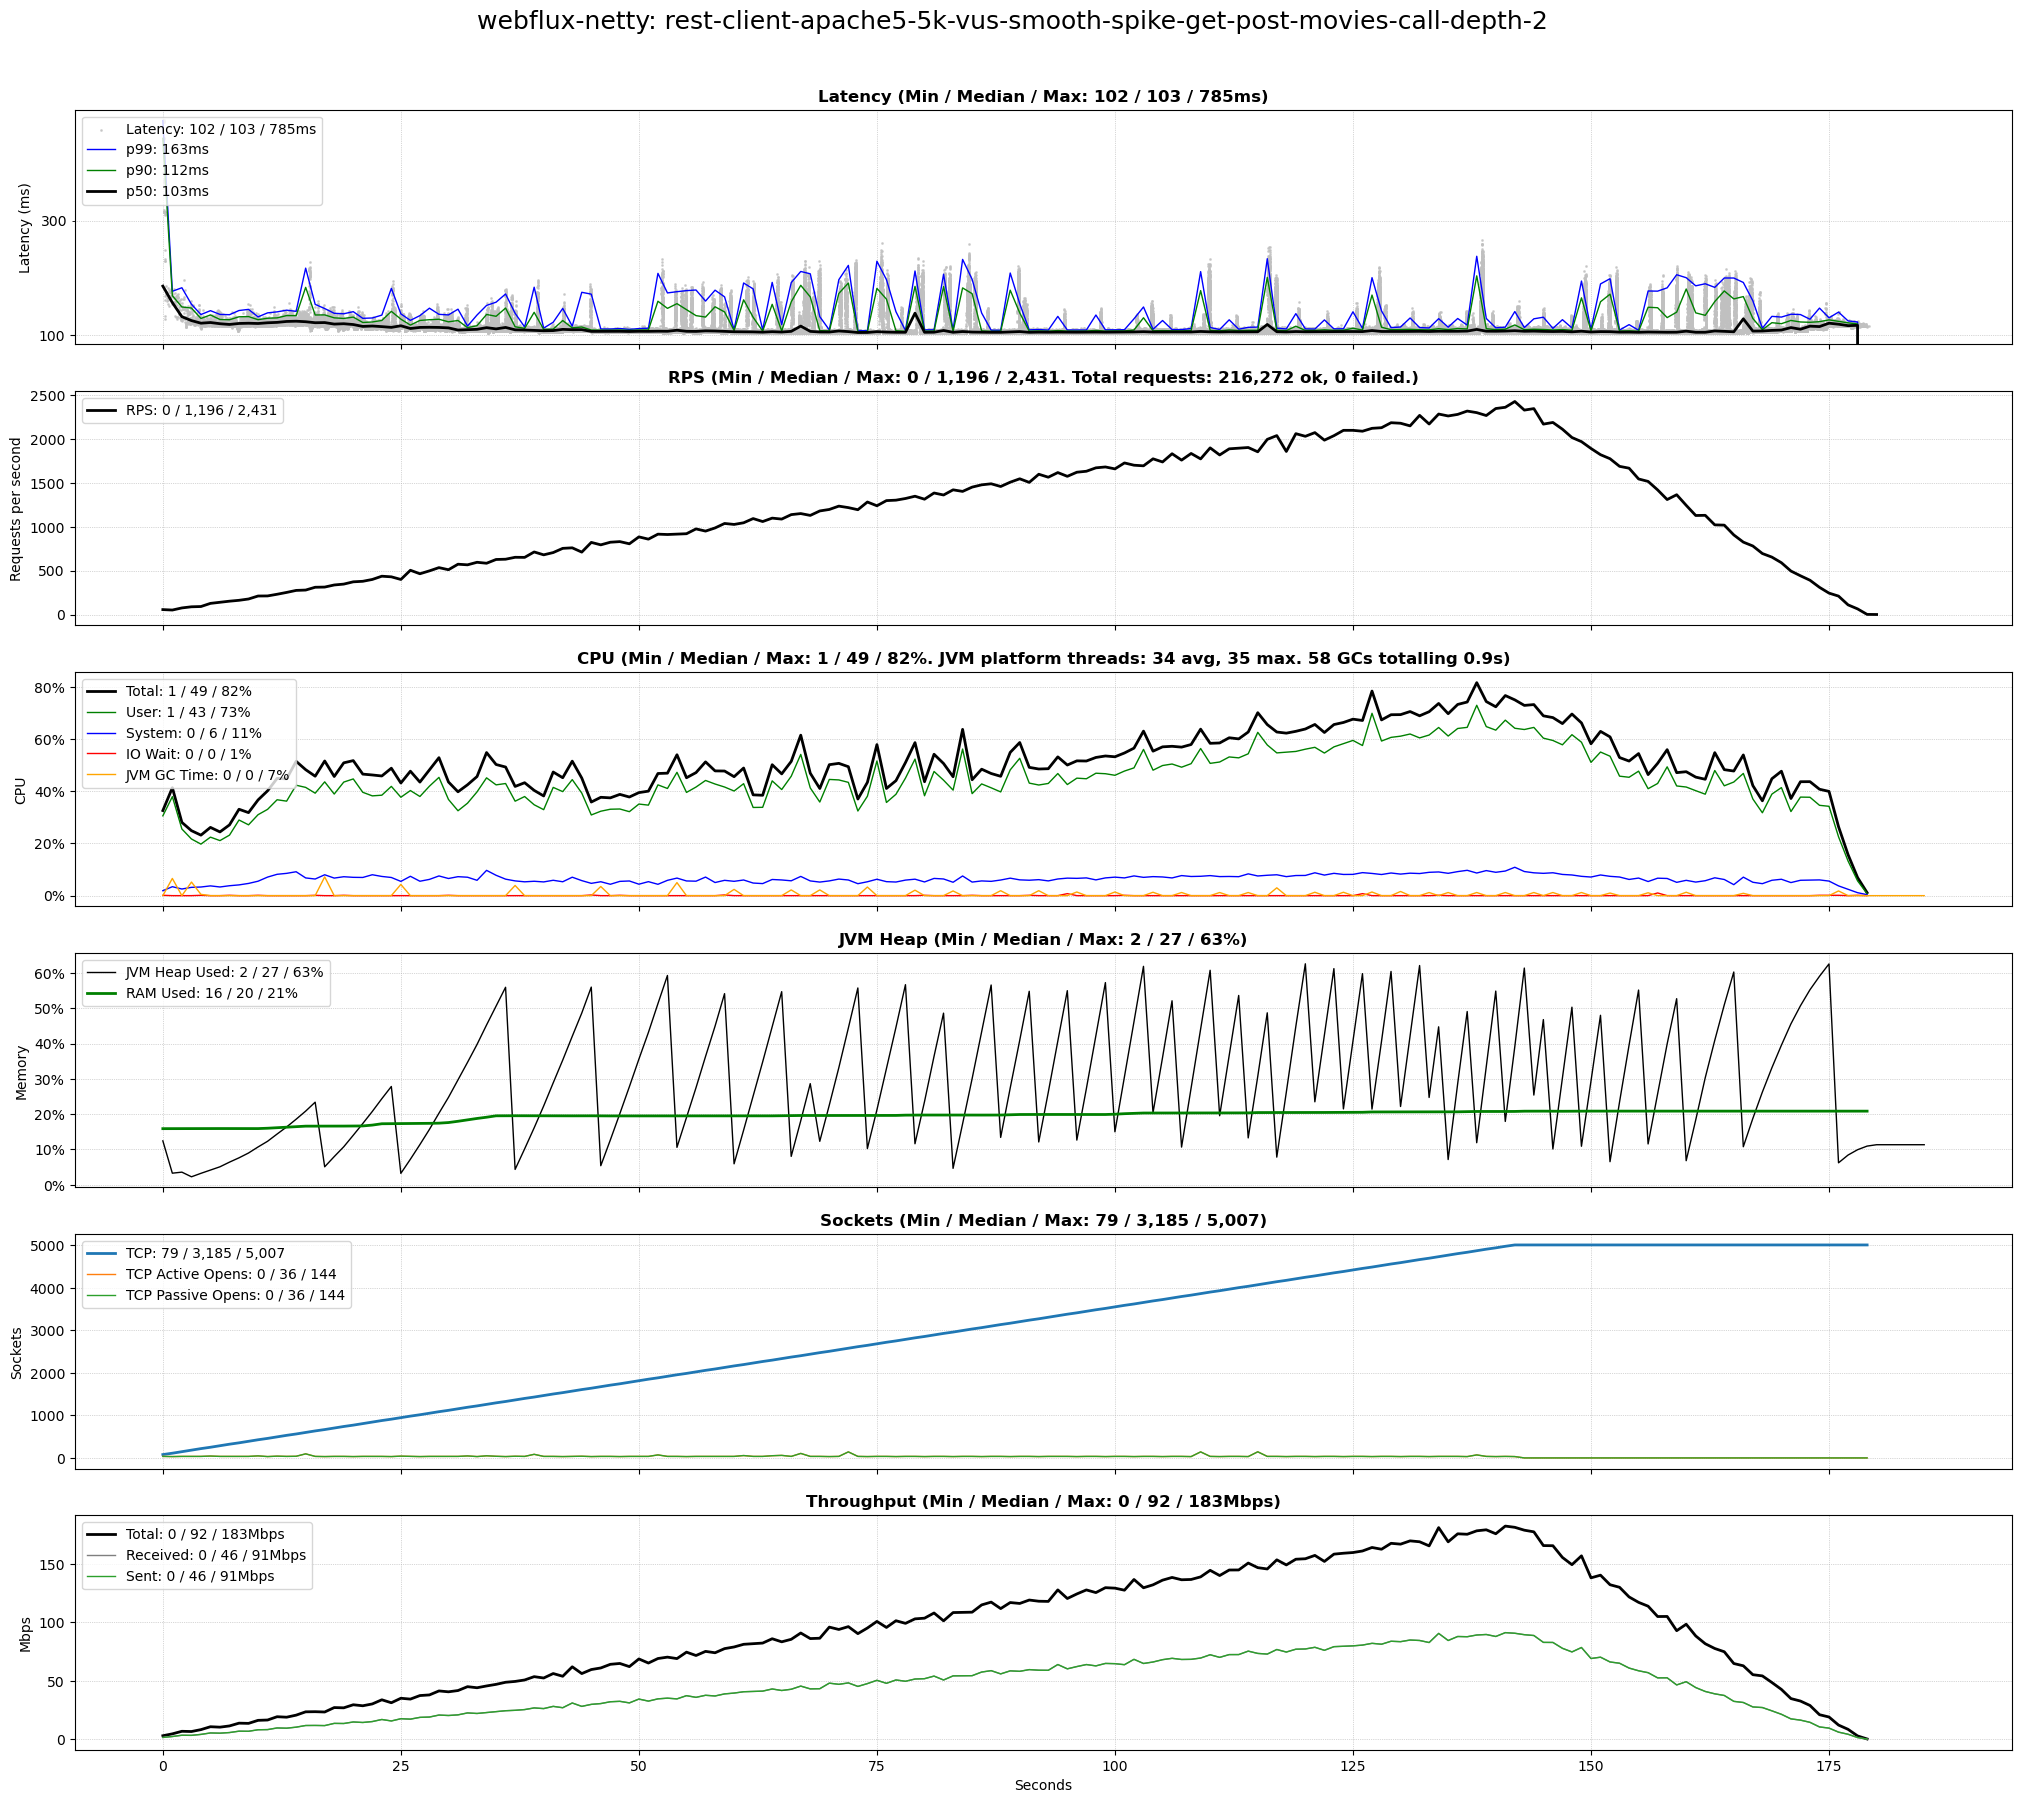 webflux-netty: rest-client-apache5-5k-vus-smooth-spike-get-post-movies-call-depth-2
Latency (Min / Median / Max: 102 / 103 / 785ms)
Latency: 102 / 103 / 785ms
p99: 163ms
p90: 112ms
p50: 103ms
Latency (ms)
300
100
RPS (Min / Median / Max: 0 / 1,196 / 2,431. Total requests: 216,272 ok, 0 failed.)
RPS: 0 / 1,196 / 2,431
Requests per second
2500
2000
1500
1000
500
0
CPU (Min / Median / Max: 1 / 49 / 82%. JVM platform threads: 34 avg, 35 max. 58 GCs totalling 0.9s)
Total: 1 / 49 / 82%
User: 1 / 43 / 73%
System: 0 / 6 / 11%
IO Wait: 0 / 0 / 1%
JVM GC Time: 0 / 0 / 7%
CPU
80%
60%
40%
20%
0%
JVM Heap (Min / Median / Max: 2 / 27 / 63%)
JVM Heap Used: 2 / 27 / 63%
RAM Used: 16 / 20 / 21%
Memory
60%
50%
40%
30%
20%
10%
0%
Sockets (Min / Median / Max: 79 / 3,185 / 5,007)
TCP: 79 / 3,185 / 5,007
TCP Active Opens: 0 / 36 / 144
TCP Passive Opens: 0 / 36 / 144
Sockets
5000
4000
3000
2000
1000
0
Throughput (Min / Median / Max: 0 / 92 / 183Mbps)
Total: 0 / 92 / 183Mbps
Received: 0 / 46 / 91Mbps
Sent: 0 / 46 / 91Mbps
Mbps
150
100
50
0
0 25 50 75 100 125 150 175
Seconds